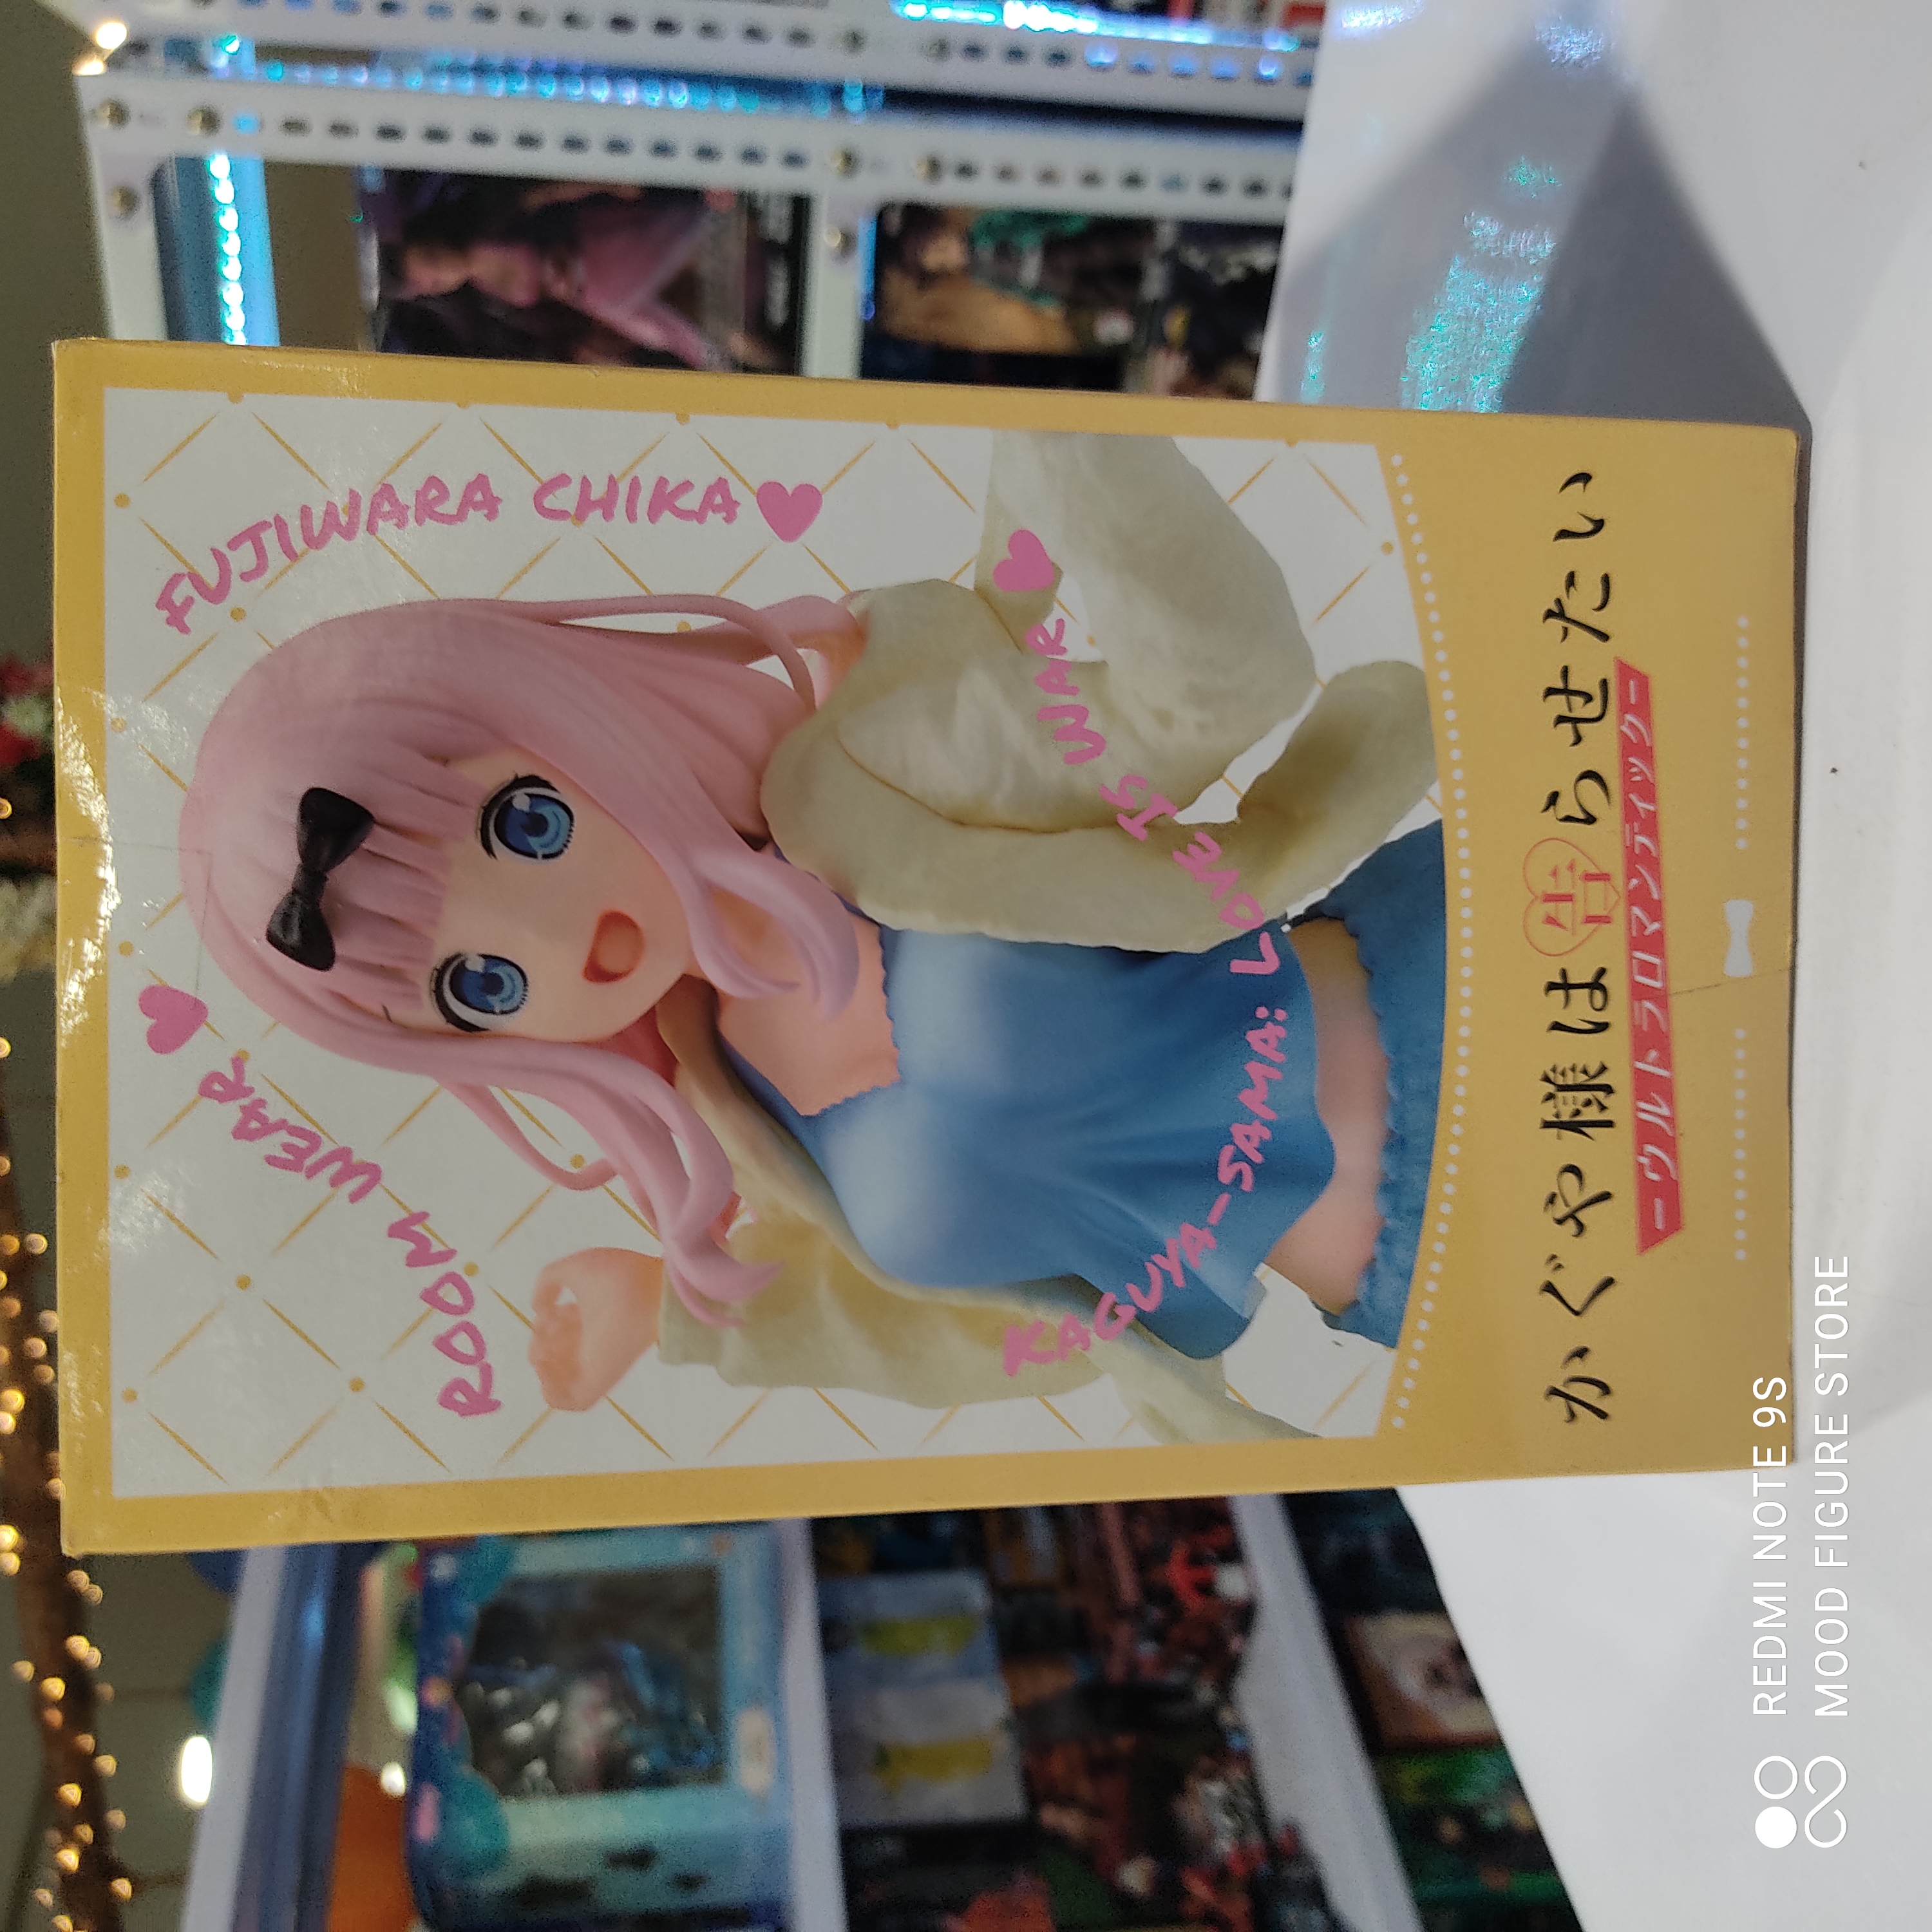 ROOM WEAR
FUJIWARA CHIKA
KAGUYA-SAMA: LOVE IS WAR
かぐや様は告らせたい
ーウルトラロマンティックー
REDMI NOTE 9S
MOOD FIGURE STORE